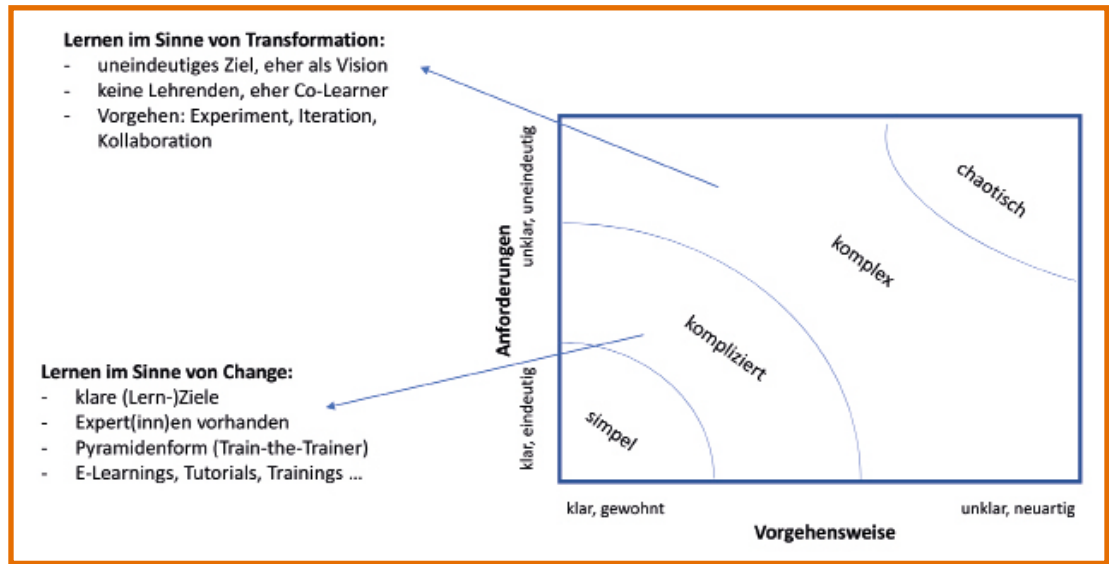 Lernen im Sinne von Transformation:
- uneindeutiges Ziel, eher als Vision
- keine Lehrenden, eher Co-Learner
- Vorgehen: Experiment, Iteration,
Kollaboration
Lernen im Sinne von Change:
- klare (Lern-)Ziele
- Expert(inn)en vorhanden
- Pyramidenform (Train-the-Trainer)
- E-Learnings, Tutorials, Trainings ...
Anforderungen
unklar, uneindeutig
klar, eindeutig
chaotisch
komplex
kompliziert
simpel
klar, gewohnt
unklar, neuartig
Vorgehensweise